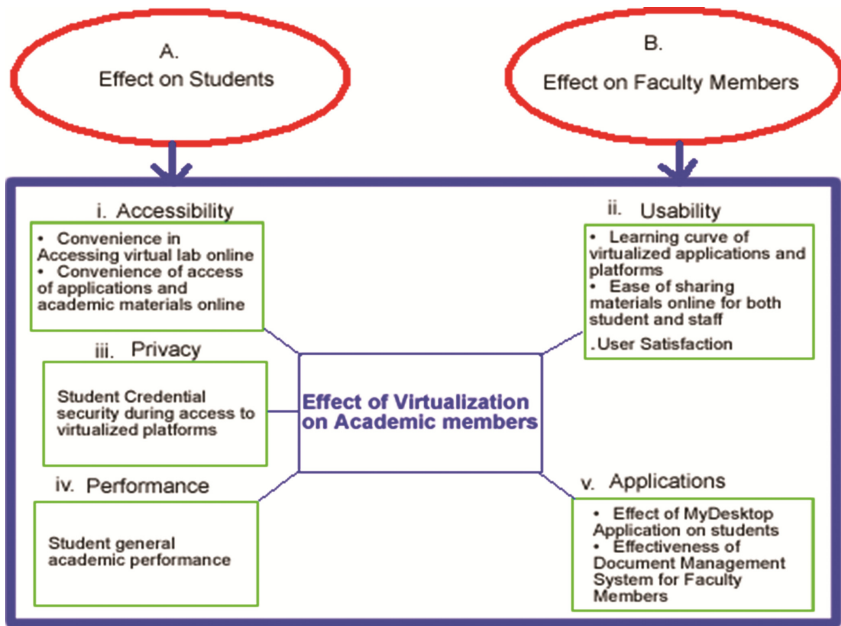 A.
Effect on Students
B.
Effect on Faculty Members
i. Accessibility
• Convenience in
Accessing virtual lab online
• Convenience of access
of applications and
academic materials online
ii. Usability
• Learning curve of
virtualized applications and
platforms
• Ease of sharing
materials online for both
student and staff
.User Satisfaction
iii. Privacy
Student Credential
security during access to
virtualized platforms
Effect of Virtualization
on Academic members
iv. Performance
Student general
academic performance
v. Applications
• Effect of MyDesktop
Application on students
• Effectiveness of
Document Management
System for Faculty
Members